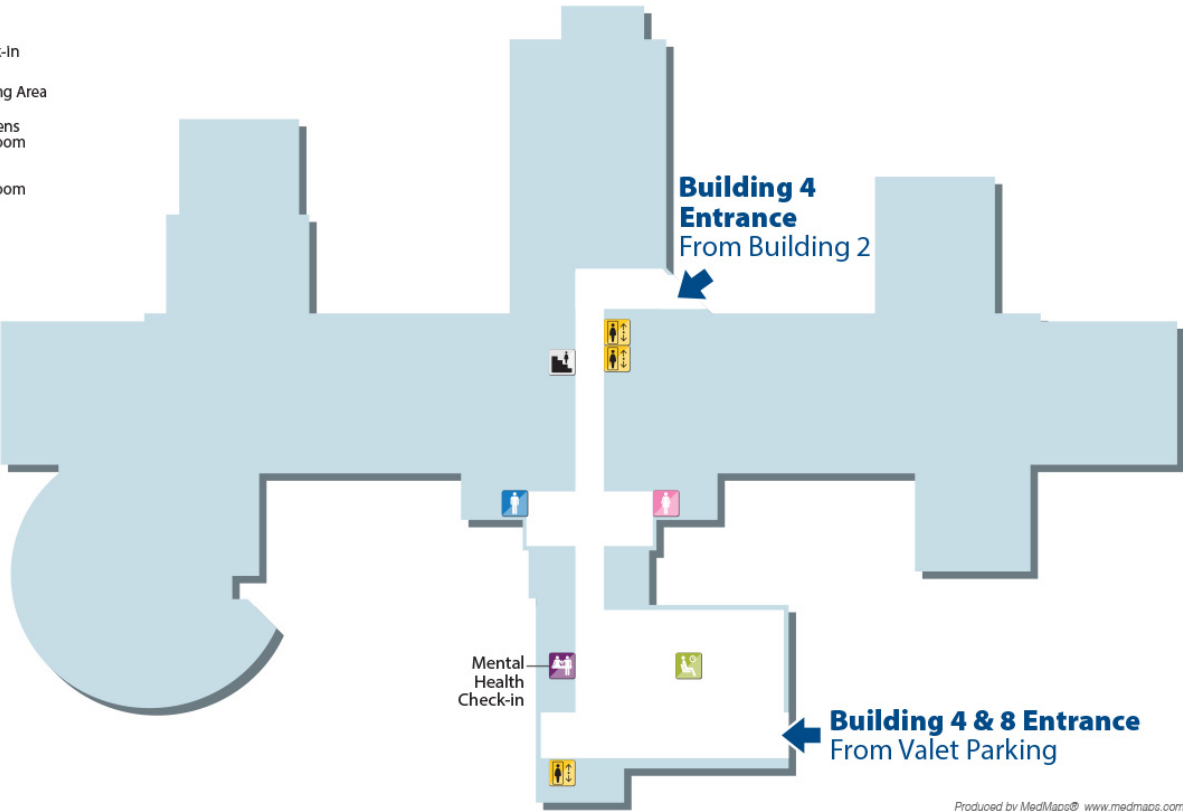 k-in
ng Area
ens
oom
oom
Building 4
Entrance
From Building 2
Mental
Health
Check-in
Building 4 & 8 Entrance
From Valet Parking
Produced by MedMaps® www.medmaps.com